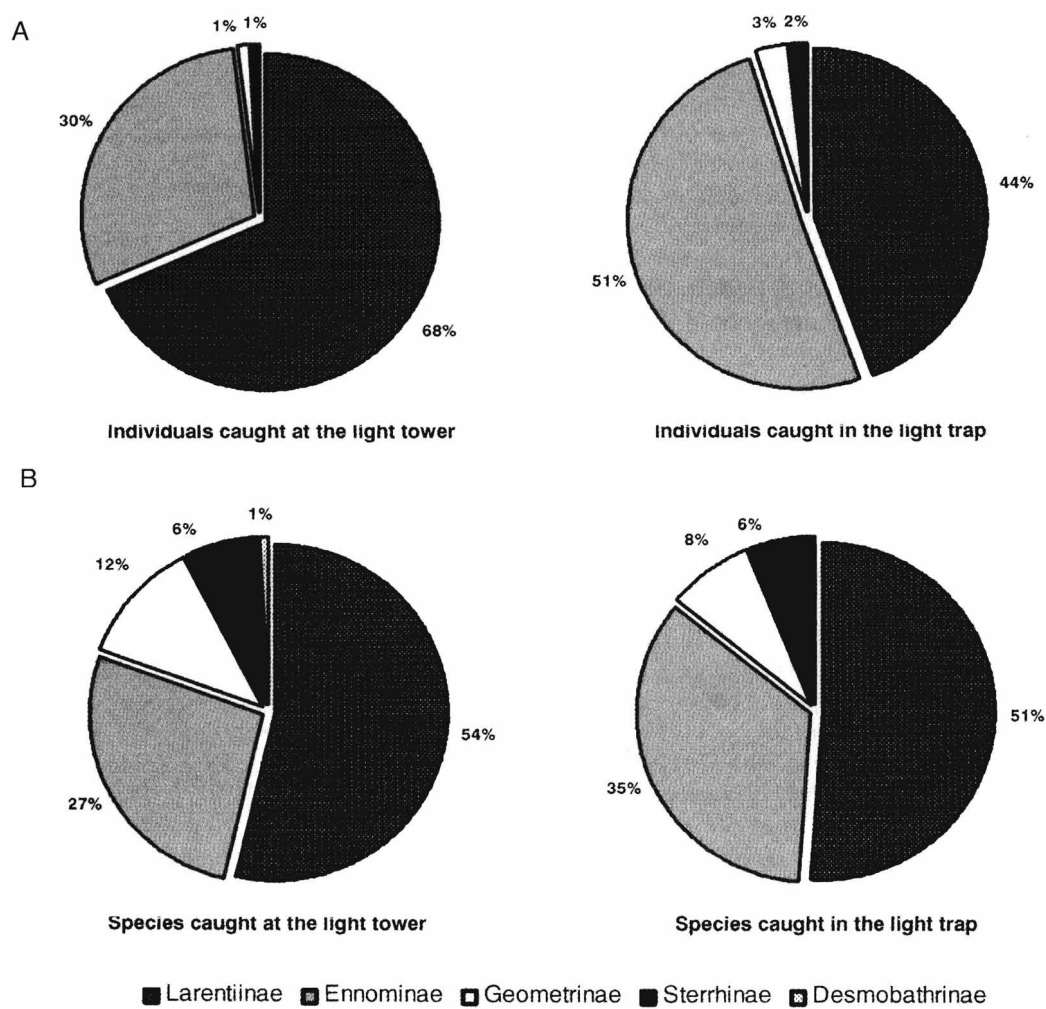 A
1% 1%
3% 2%
30%
44%
51%
68%
Individuals caught at the light tower
Individuals caught in the light trap
B
6% 1%
8% 6%
12%
54%
51%
27%
35%
Species caught at the light tower
Species caught in the light trap
Larentiinae Ennominae Geometrinae Sterrhinae Desmobathrinae